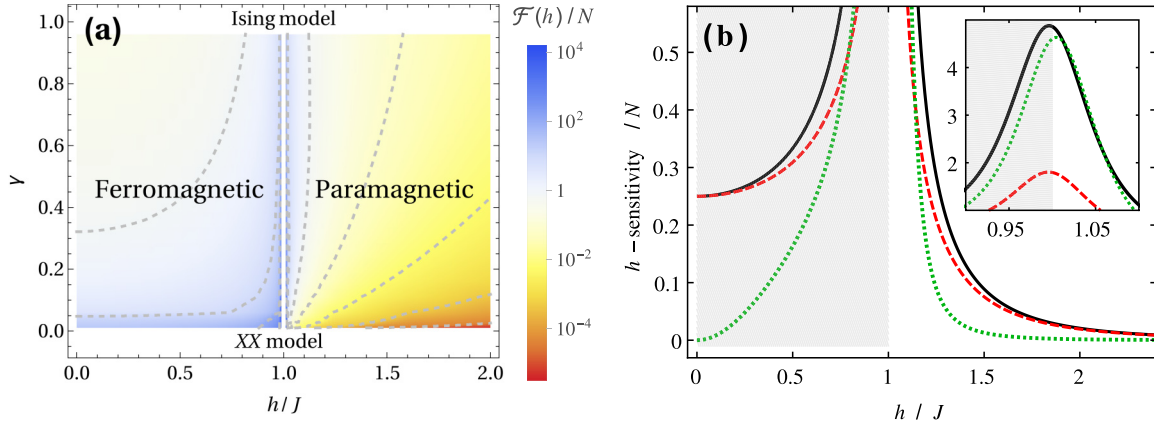 (a)
Ising model
ℱ(h) / N
1.0
0.8
0.6
0.4
0.2
0.0
γ
Ferromagnetic
Paramagnetic
XX model
0.0
0.5
1.0
1.5
2.0
h/J
10^4
10^2
1
10^-2
10^-4
(b)
0.5
0.4
0.3
0.2
0.1
0
h-sensitivity / N
0
0.5
1
1.5
2
h / J
4
3
2
0.95
1.05